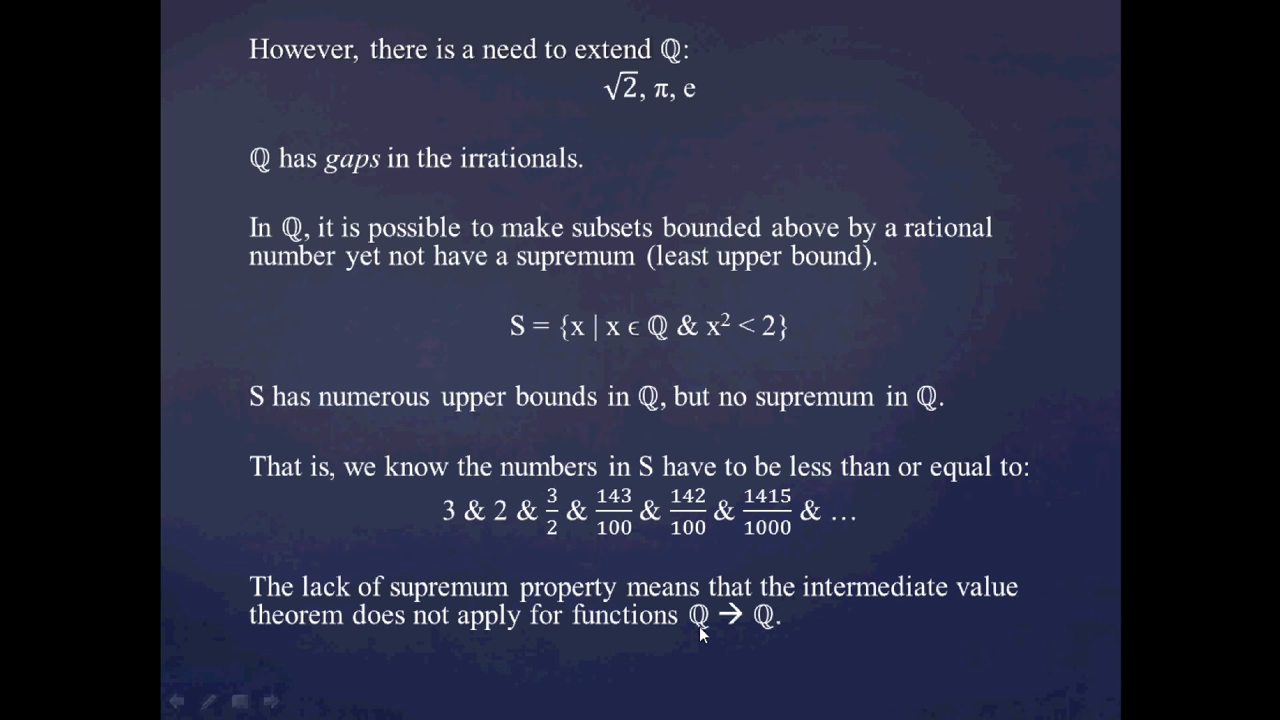 However, there is a need to extend ℚ:
√2, π, e
ℚ has gaps in the irrationals.
In ℚ, it is possible to make subsets bounded above by a rational
number yet not have a supremum (least upper bound).
S = {x | x ϵ ℚ & x² < 2}
S has numerous upper bounds in ℚ, but no supremum in ℚ.
That is, we know the numbers in S have to be less than or equal to:
3 & 2 & 3/2 & 143/100 & 142/100 & 1415/1000 & …
The lack of supremum property means that the intermediate value
theorem does not apply for functions ℚ → ℚ.